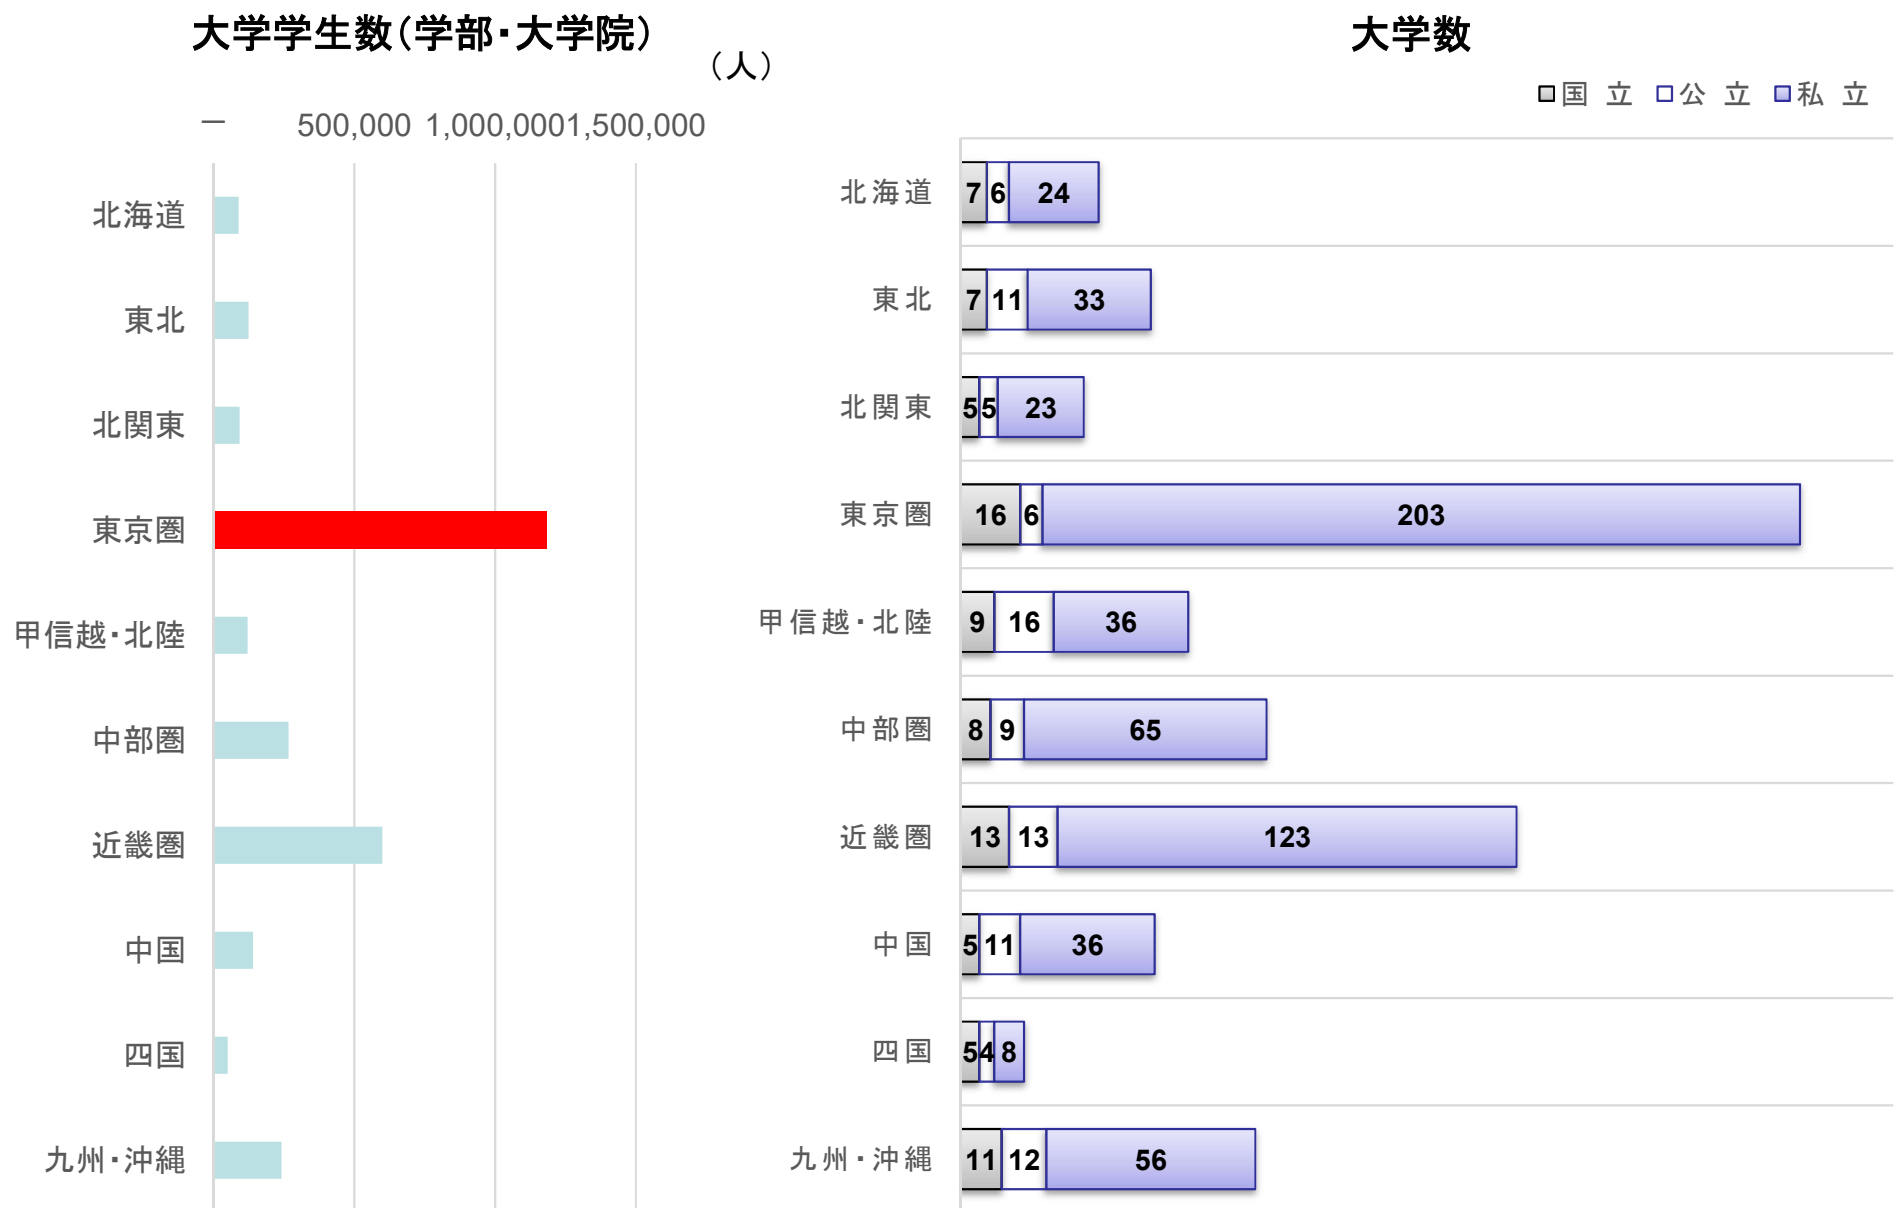 大学学生数(学部・大学院)
(人)
― 500,000 1,000,000 1,500,000
北海道
東北
北関東
東京圏
甲信越・北陸
中部圏
近畿圏
中国
四国
九州・沖縄
大学数
国 立 公 立 私 立
北海道 7 6 24
東北 7 11 33
北関東 5 5 23
東京圏 16 6 203
甲信越・北陸 9 16 36
中部圏 8 9 65
近畿圏 13 13 123
中国 5 11 36
四国 5 4 8
九州・沖縄 11 12 56